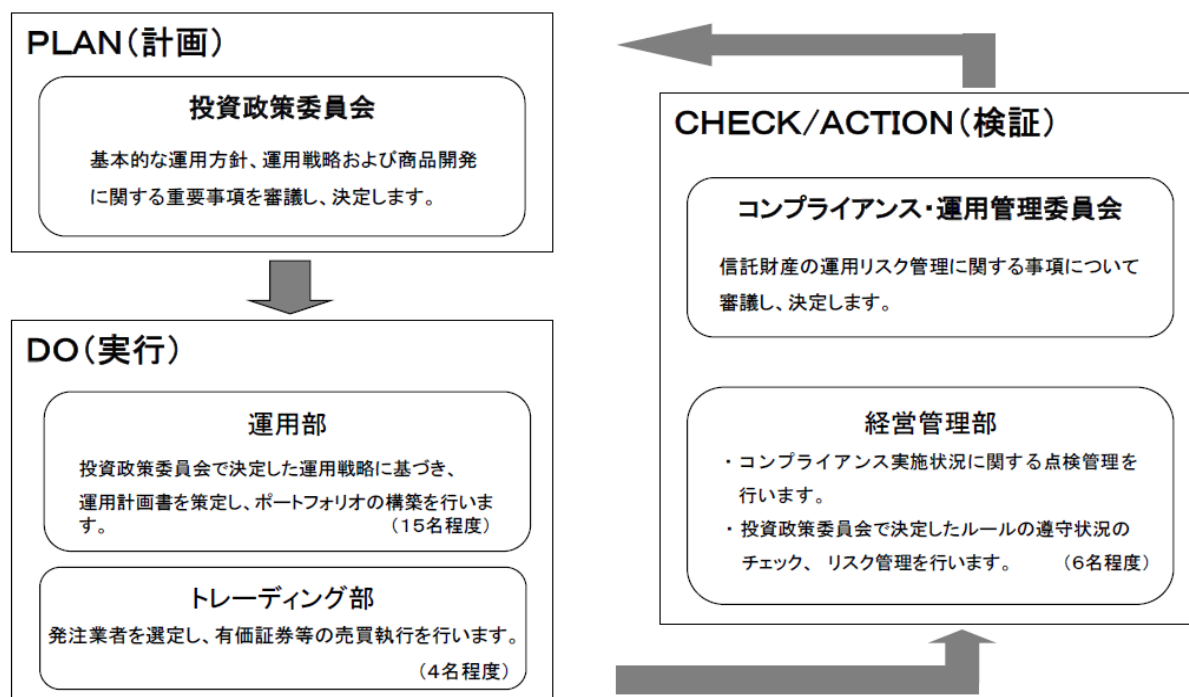 PLAN(計画)
投資政策委員会
基本的な運用方針、運用戦略および商品開発
に関する重要事項を審議し、決定します。
DO(実行)
運用部
投資政策委員会で決定した運用戦略に基づき、
運用計画書を策定し、ポートフォリオの構築を行いま
す。 (15名程度)
トレーディング部
発注業者を選定し、有価証券等の売買執行を行います。
(4名程度)
CHECK/ACTION(検証)
コンプライアンス・運用管理委員会
信託財産の運用リスク管理に関する事項について
審議し、決定します。
経営管理部
・コンプライアンス実施状況に関する点検管理を
行います。
・投資政策委員会で決定したルールの遵守状況の
チェック、 リスク管理を行います。 (6名程度)